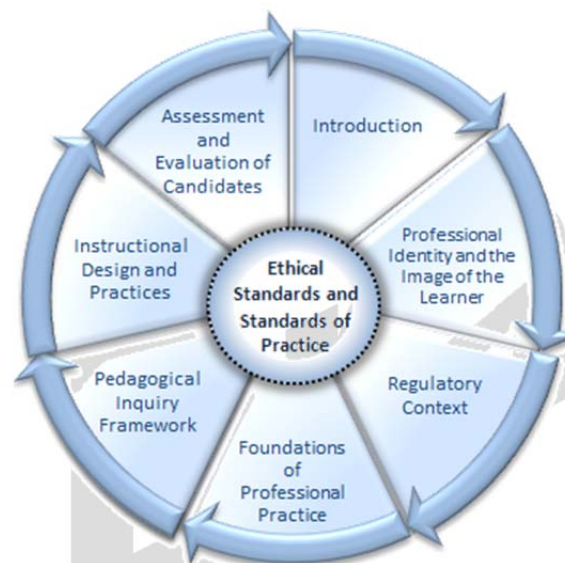 Introduction
Professional
Identity and the
Image of the
Learner
Regulatory
Context
Foundations
of
Professional
Practice
Pedagogical
Inquiry
Framework
Instructional
Design and
Practices
Assessment
and
Evaluation of
Candidates
Ethical
Standards and
Standards of
Practice